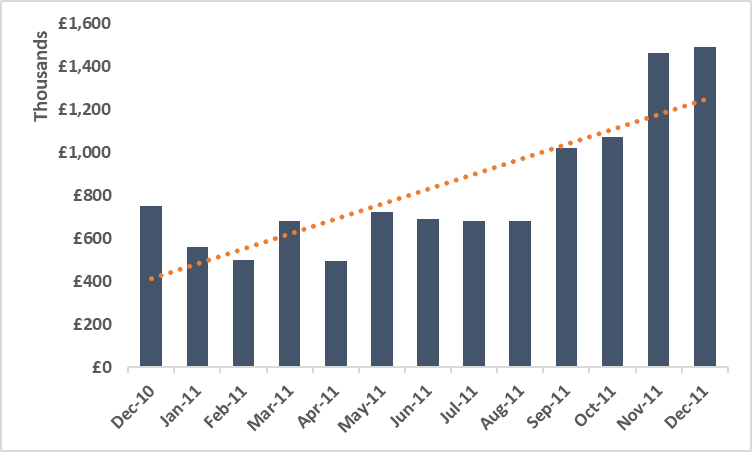 £1,600
£1,400
£1,200
£1,000
£800
£600
£400
£200
£0
Thousands
Dec-10
Jan-11
Feb-11
Mar-11
Apr-11
May-11
Jun-11
Jul-11
Aug-11
Sep-11
Oct-11
Nov-11
Dec-11